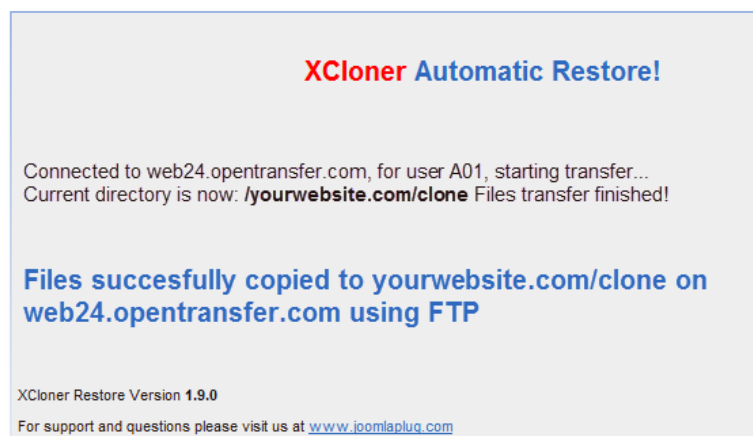 XCloner Automatic Restore!
Connected to web24.opentransfer.com, for user A01, starting transfer...
Current directory is now: /yourwebsite.com/clone Files transfer finished!
Files succesfully copied to yourwebsite.com/clone on
web24.opentransfer.com using FTP
XCloner Restore Version 1.9.0
For support and questions please visit us at www.joomlaplug.com